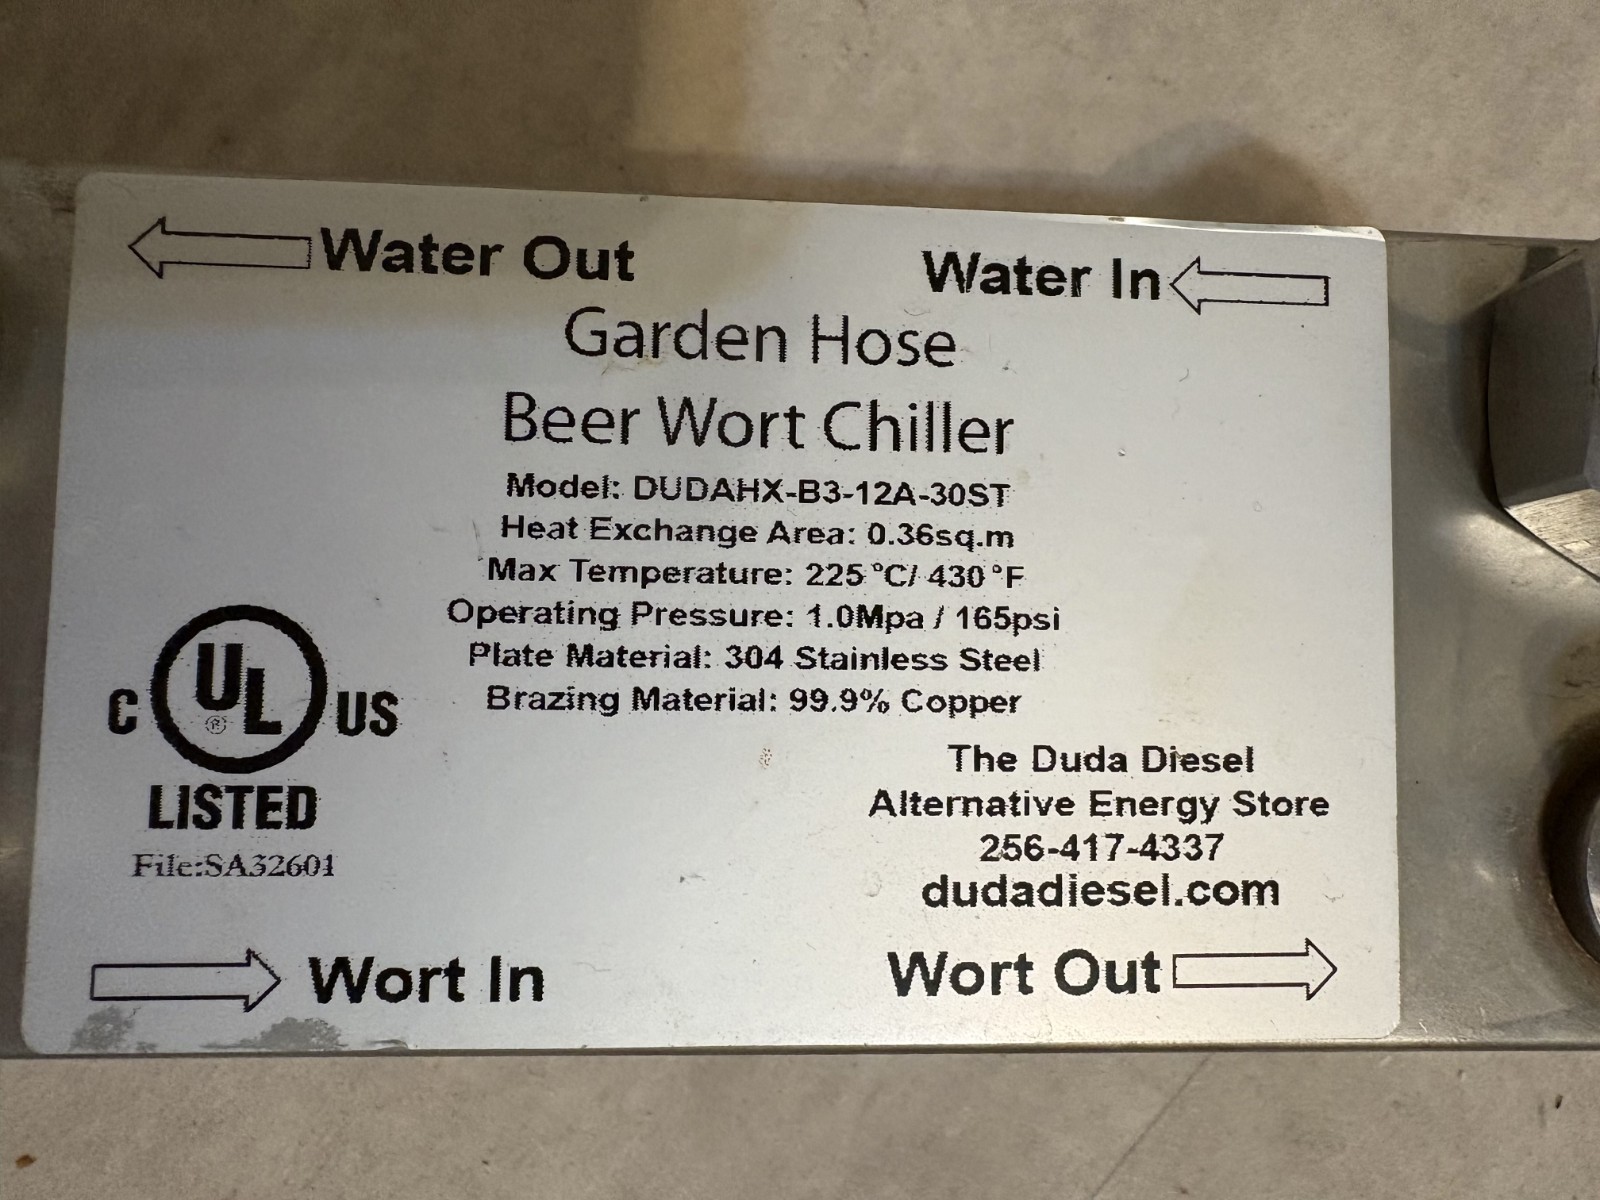 Water Out
Water In
Garden Hose
Beer Wort Chiller
Model: DUDAHX-B3-12A-30ST
Heat Exchange Area: 0.36sq.m
Max Temperature: 225°C/ 430°F
Operating Pressure: 1.0Mpa / 165psi
Plate Material: 304 Stainless Steel
Brazing Material: 99.9% Copper
C UL ® US
LISTED
File:SA32601
The Duda Diesel
Alternative Energy Store
256-417-4337
dudadiesel.com
Wort In
Wort Out